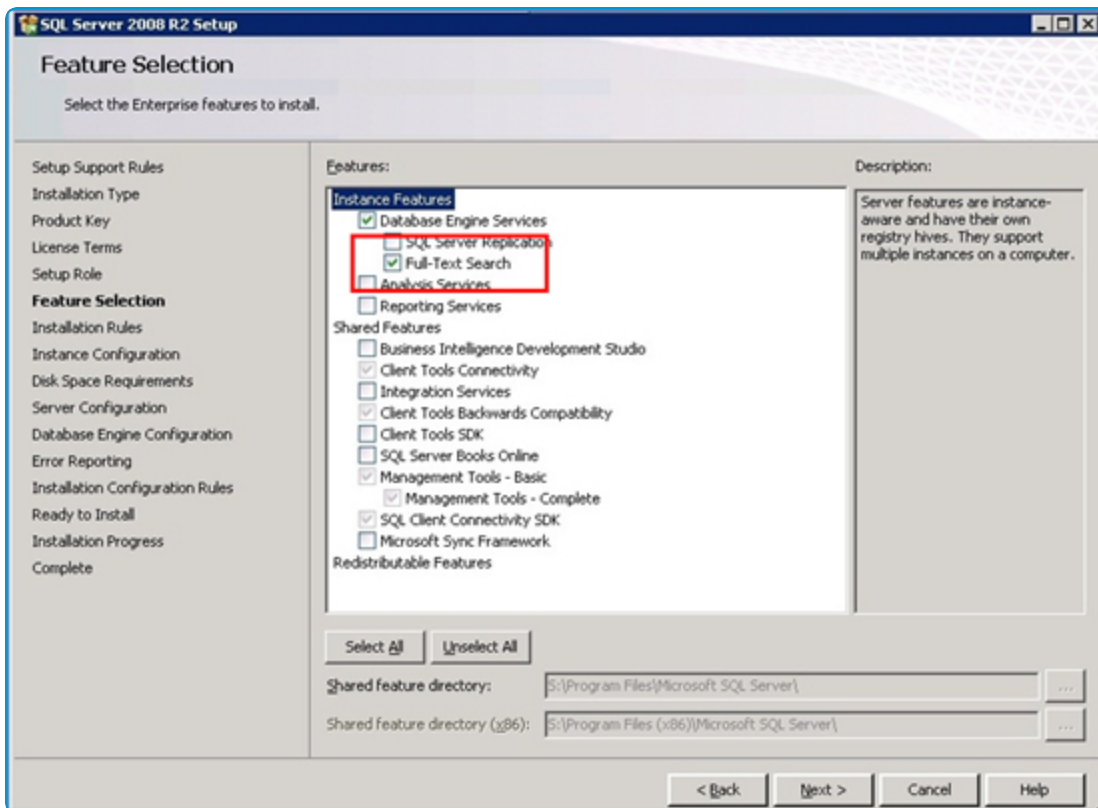 SQL Server 2008 R2 Setup
Feature Selection
Select the Enterprise features to install.
Setup Support Rules
Installation Type
Product Key
License Terms
Setup Role
Feature Selection
Installation Rules
Instance Configuration
Disk Space Requirements
Server Configuration
Database Engine Configuration
Error Reporting
Installation Configuration Rules
Ready to Install
Installation Progress
Complete
Features:
Instance Features
Database Engine Services
SQL Server Replication
Full-Text Search
Analysis Services
Reporting Services
Shared Features
Business Intelligence Development Studio
Client Tools Connectivity
Integration Services
Client Tools Backwards Compatibility
Client Tools SDK
SQL Server Books Online
Management Tools - Basic
Management Tools - Complete
SQL Client Connectivity SDK
Microsoft Sync Framework
Redistributable Features
Description:
Server features are instance-
aware and have their own
registry hives. They support
multiple instances on a computer.
Select All
Unselect All
Shared feature directory:
S:\Program Files\Microsoft SQL Server\
...
Shared feature directory (x86):
S:\Program Files (x86)\Microsoft SQL Server\
...
< Back
Next >
Cancel
Help